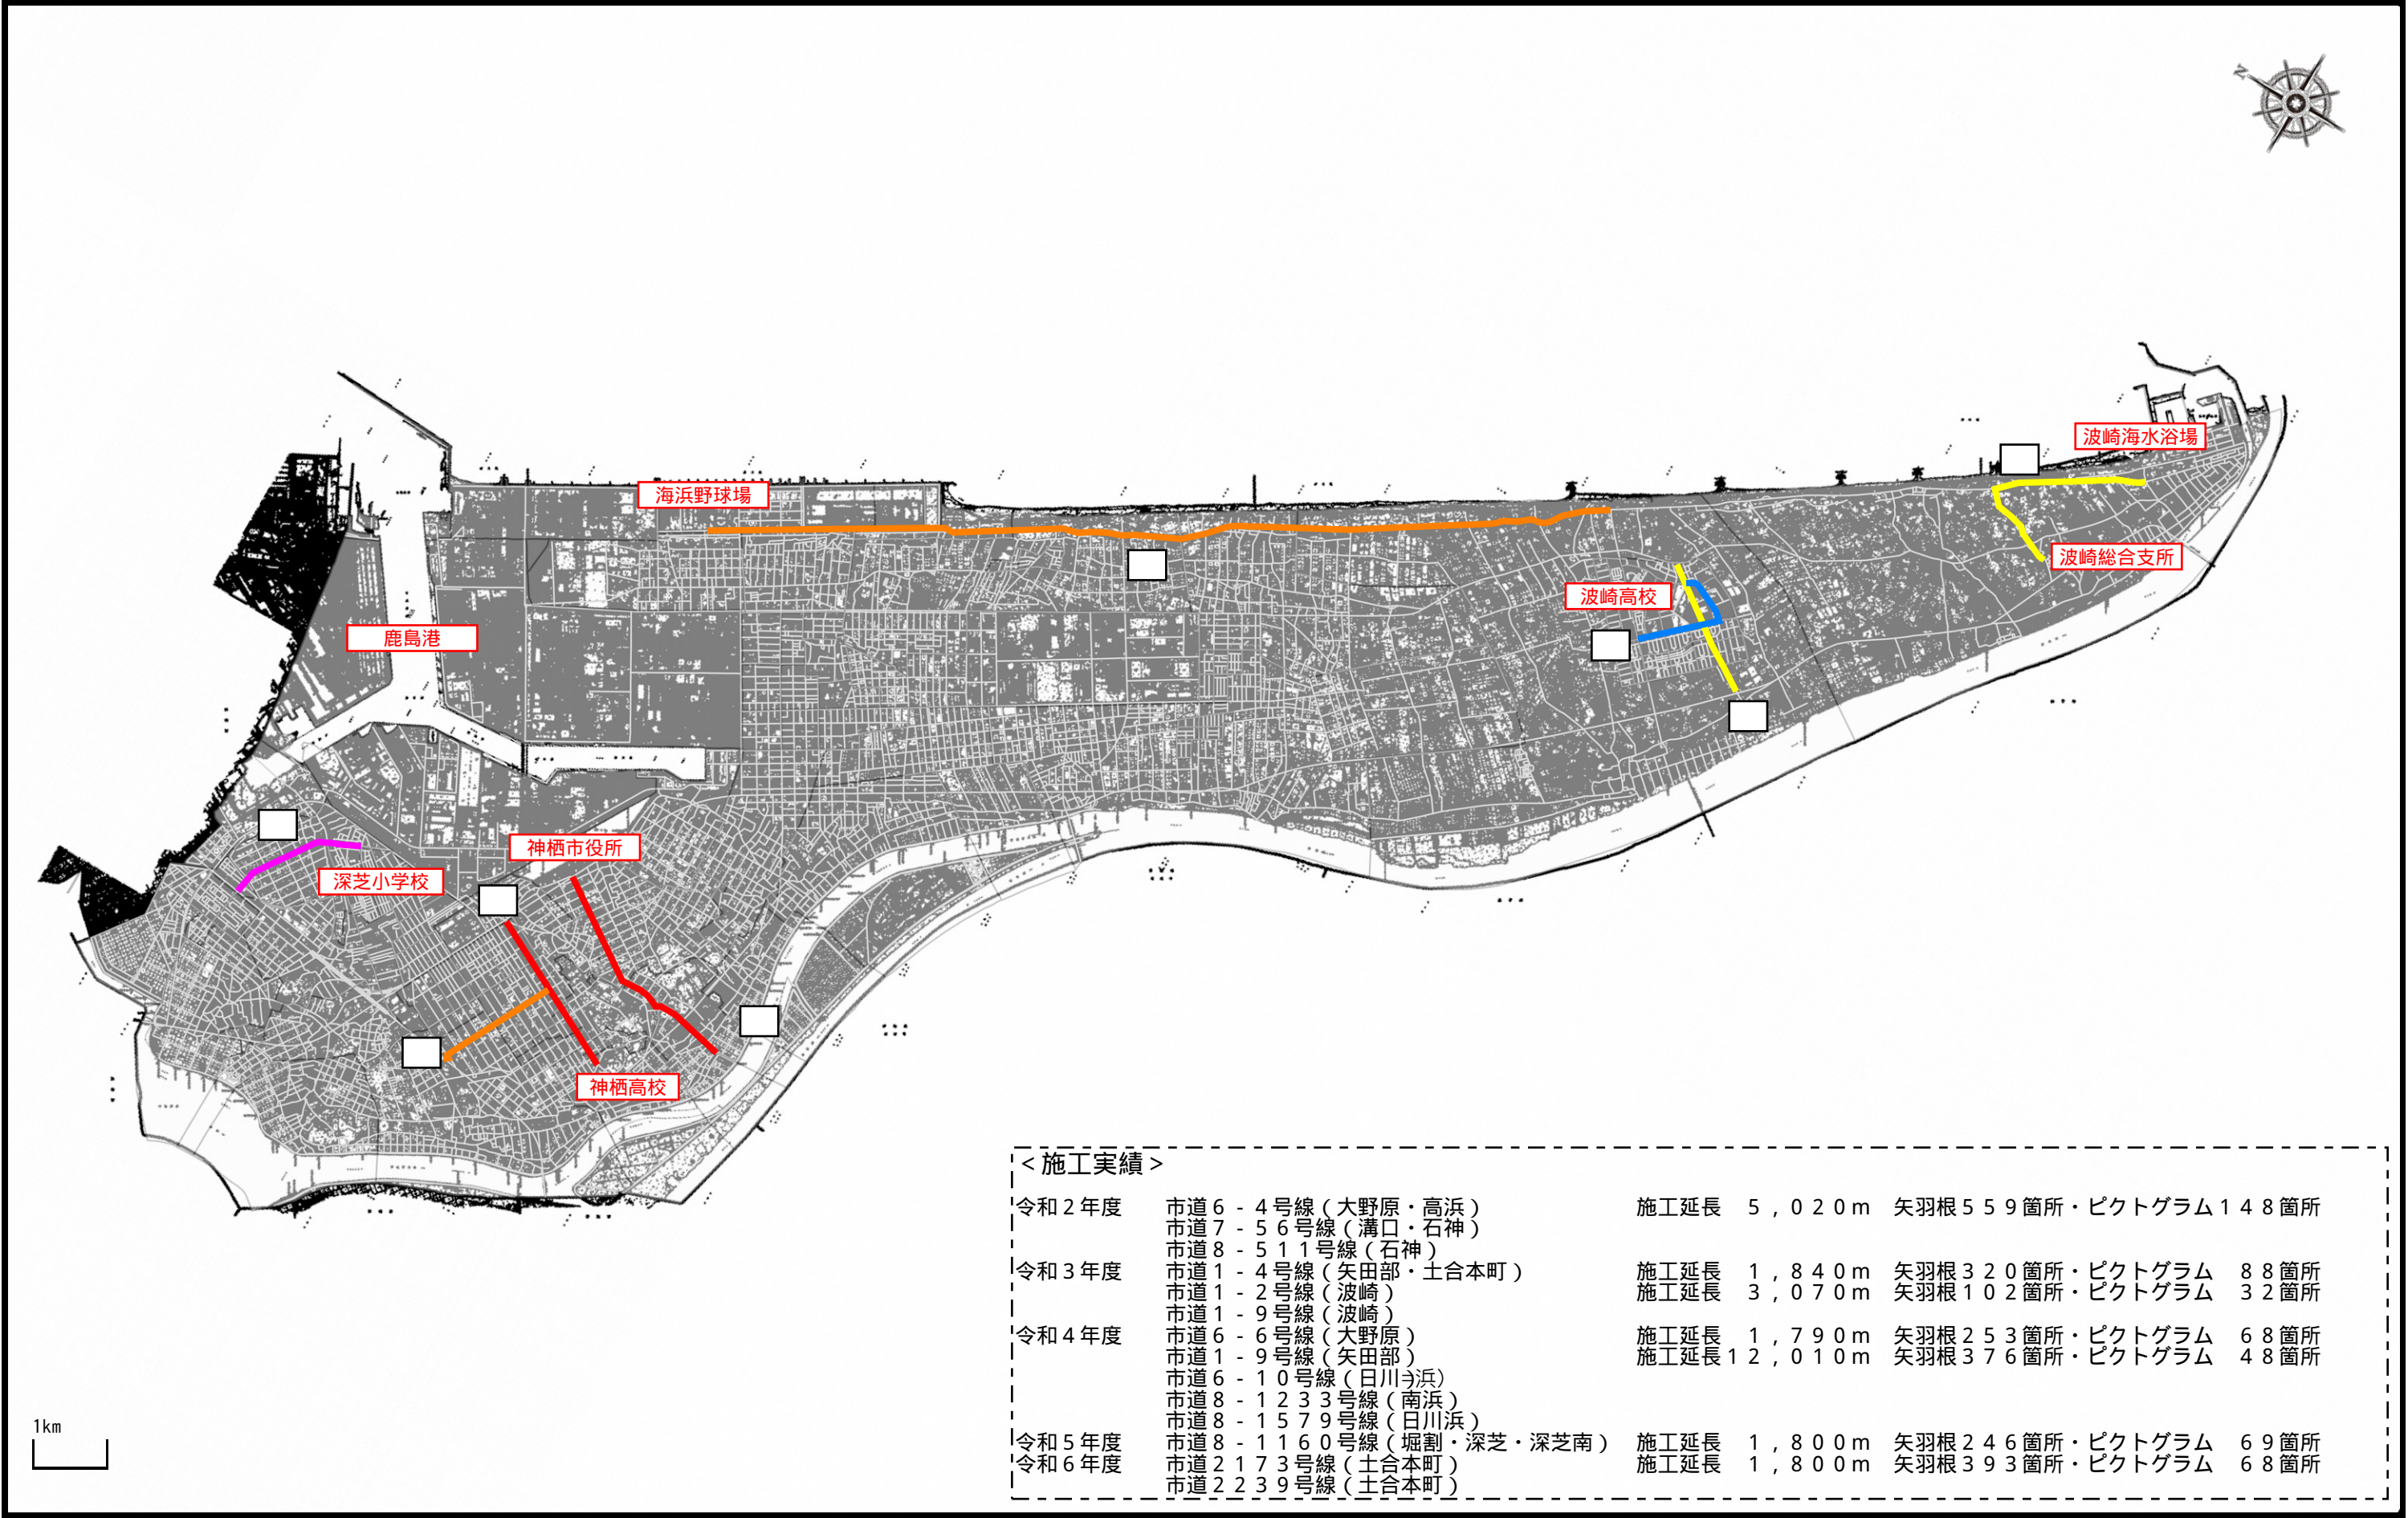 N
波崎海水浴場
海浜野球場
波崎総合支所
波崎高校
鹿島港
神栖市役所
深芝小学校
神栖高校
＜施工実績＞
令和２年度　市道６-４号線（大野原・高浜）　施工延長　５,０２０ｍ　矢羽根５５９箇所・ピクトグラム１４８箇所
市道７-５６号線（溝口・石神）
市道８-５１１号線（石神）
令和３年度　市道１-４号線（矢田部・土合本町）　施工延長　１,８４０ｍ　矢羽根３２０箇所・ピクトグラム　８８箇所
市道１-２号線（波崎）　施工延長　３,０７０ｍ　矢羽根１０２箇所・ピクトグラム　３２箇所
市道１-９号線（波崎）
令和４年度　市道６-６号線（大野原）　施工延長　１,７９０ｍ　矢羽根２５３箇所・ピクトグラム　６８箇所
市道１-９号線（矢田部）　施工延長１２,０１０ｍ　矢羽根３７６箇所・ピクトグラム　４８箇所
市道６-１０号線（日川浜）
市道８-１２３３号線（南浜）
市道８-１５７９号線（日川浜）
令和５年度　市道８-１１６０号線（堀割・深芝・深芝南）　施工延長　１,８００ｍ　矢羽根２４６箇所・ピクトグラム　６９箇所
令和６年度　市道２１７３号線（土合本町）　施工延長　１,８００ｍ　矢羽根３９３箇所・ピクトグラム　６８箇所
市道２２３９号線（土合本町）
1km